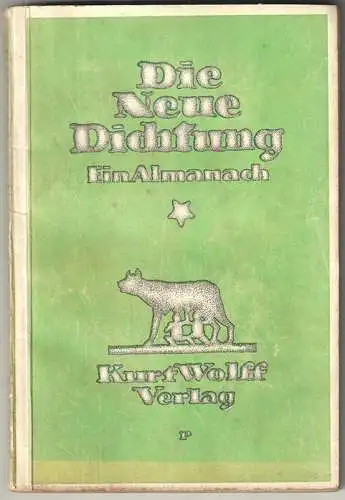 Die
Neue
Dichtung
Ein Almanach
Kurt Wolff
Verlag
P